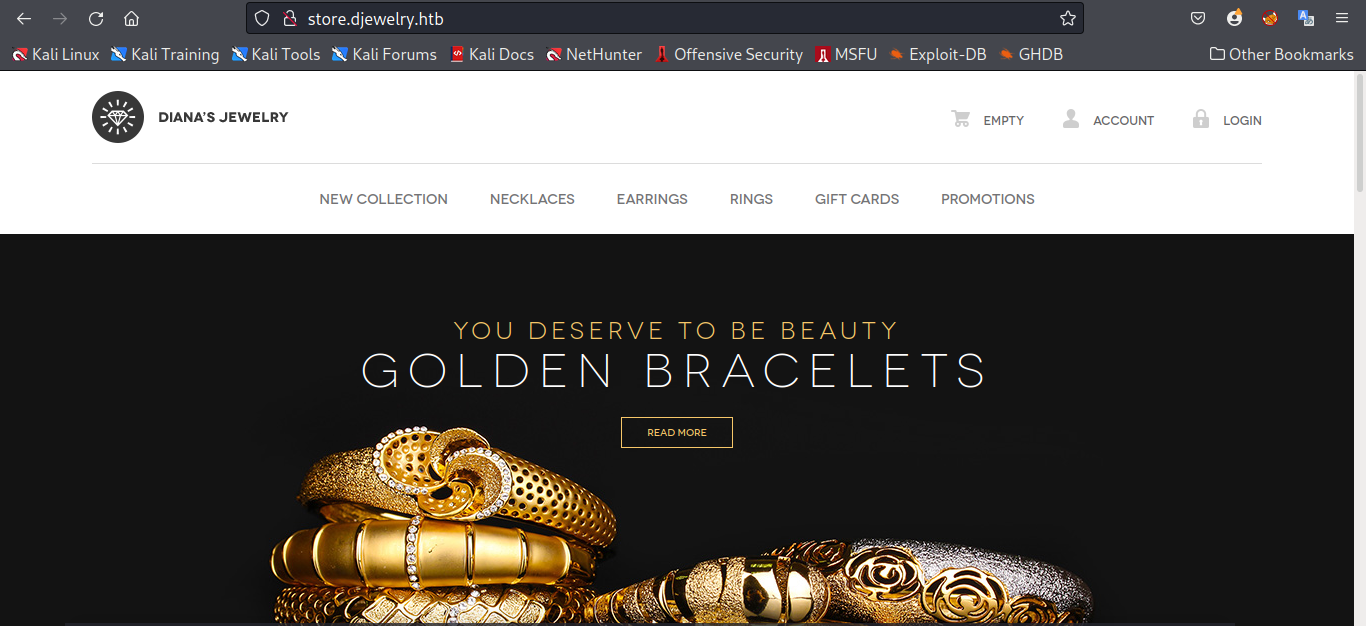 store.djewelry.htb
Kali Linux Kali Training Kali Tools Kali Forums Kali Docs NetHunter Offensive Security MSFU Exploit-DB GHDB Other Bookmarks
DIANA'S JEWELRY EMPTY ACCOUNT LOGIN
NEW COLLECTION NECKLACES EARRINGS RINGS GIFT CARDS PROMOTIONS
YOU DESERVE TO BE BEAUTY
GOLDEN BRACELETS
READ MORE